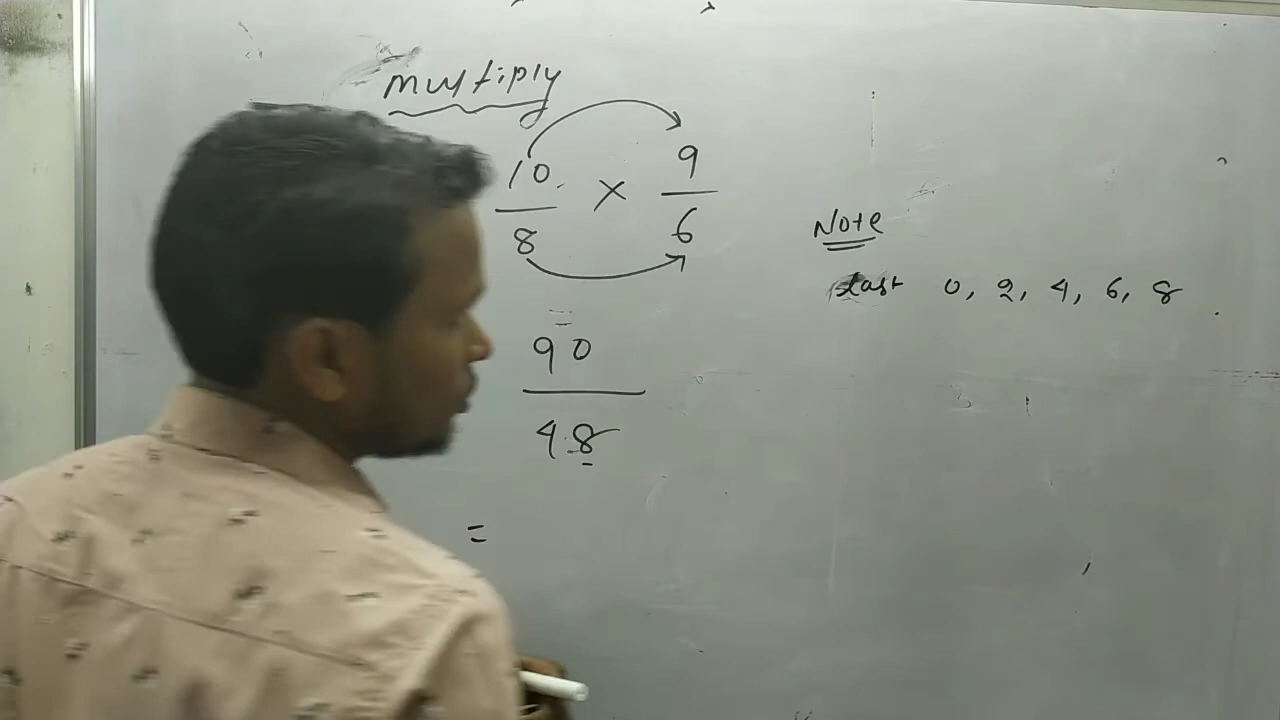 multiply
10/8 × 9/6
Note
Last 0, 2, 4, 6, 8
90/48
=